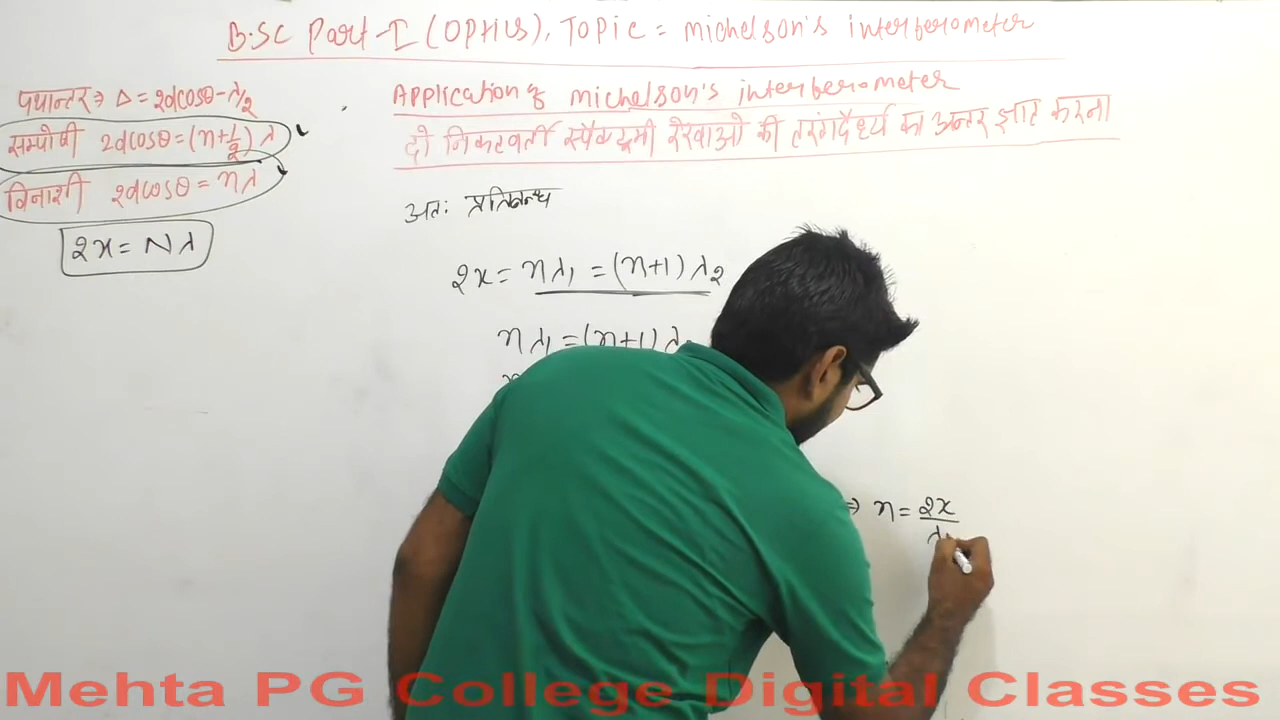 B.SC Part-I (OPtics), Topic = michelson's interferometer
पथान्तर ⇒ Δ = 2dcosθ - λ/2
सम्पोषी 2dcosθ = (n+1/2) λ
विनाशी 2dcosθ = nλ
2x = Nλ
Application of michelson's interferometer
दो निकटवर्ती स्पैक्ट्रमी रेखाओ की तरंगदैर्ध्य का अन्तर ज्ञात करना
अतः प्रतिबन्ध
2x = nλ₁ = (n+1) λ₂
nλ₁ = (n+1) λ
⇒ n = 2x/λ
Mehta PG College Digital Classes